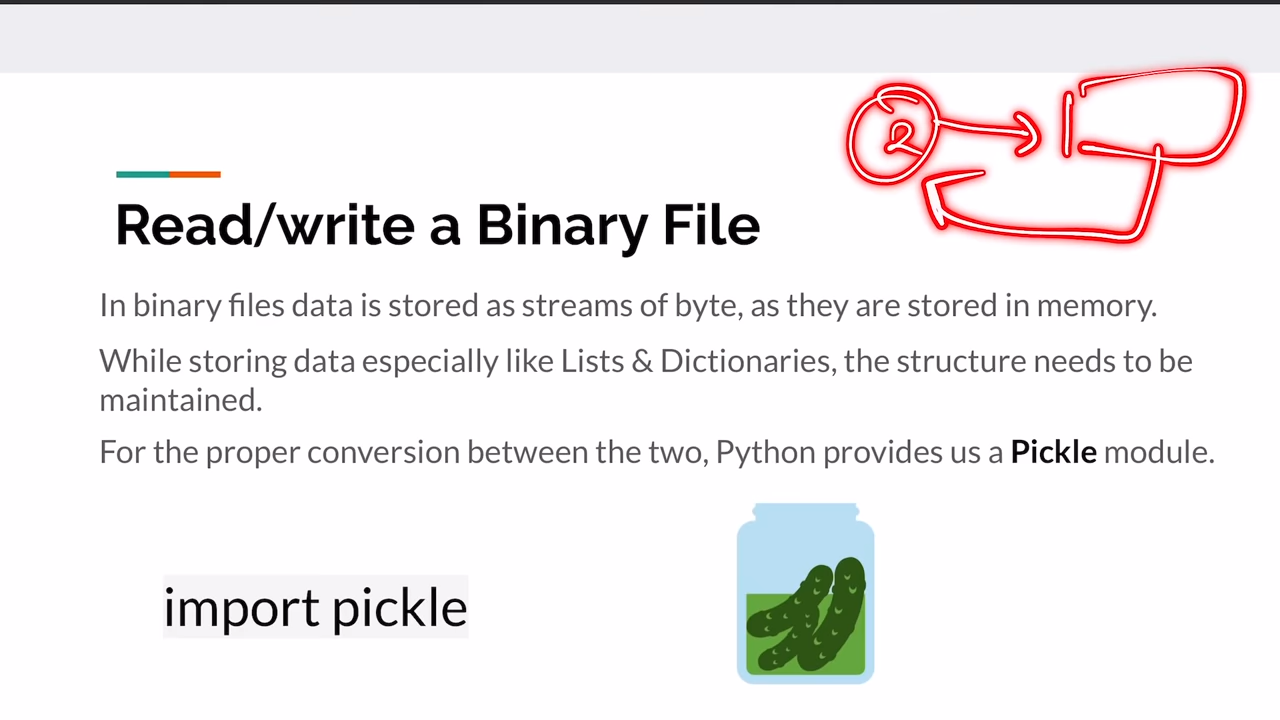 2
Read/write a Binary File
In binary files data is stored as streams of byte, as they are stored in memory.
While storing data especially like Lists & Dictionaries, the structure needs to be
maintained.
For the proper conversion between the two, Python provides us a Pickle module.
import pickle